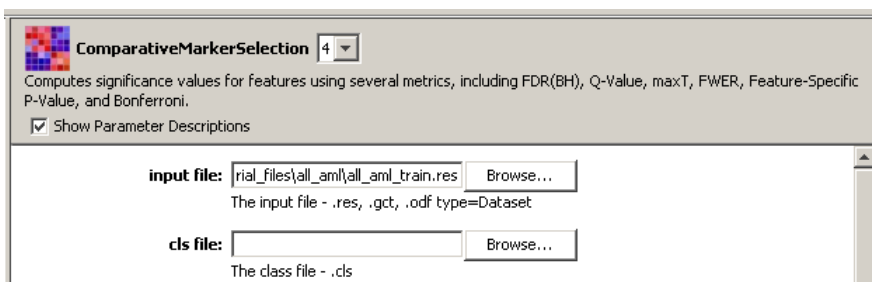 ComparativeMarkerSelection 4
Computes significance values for features using several metrics, including FDR(BH), Q-Value, maxT, FWER, Feature-Specific
P-Value, and Bonferroni.
Show Parameter Descriptions
input file: rial_files\all_aml\all_aml_train.res Browse...
The input file - .res, .gct, .odf type=Dataset
cls file: Browse...
The class file - .cls